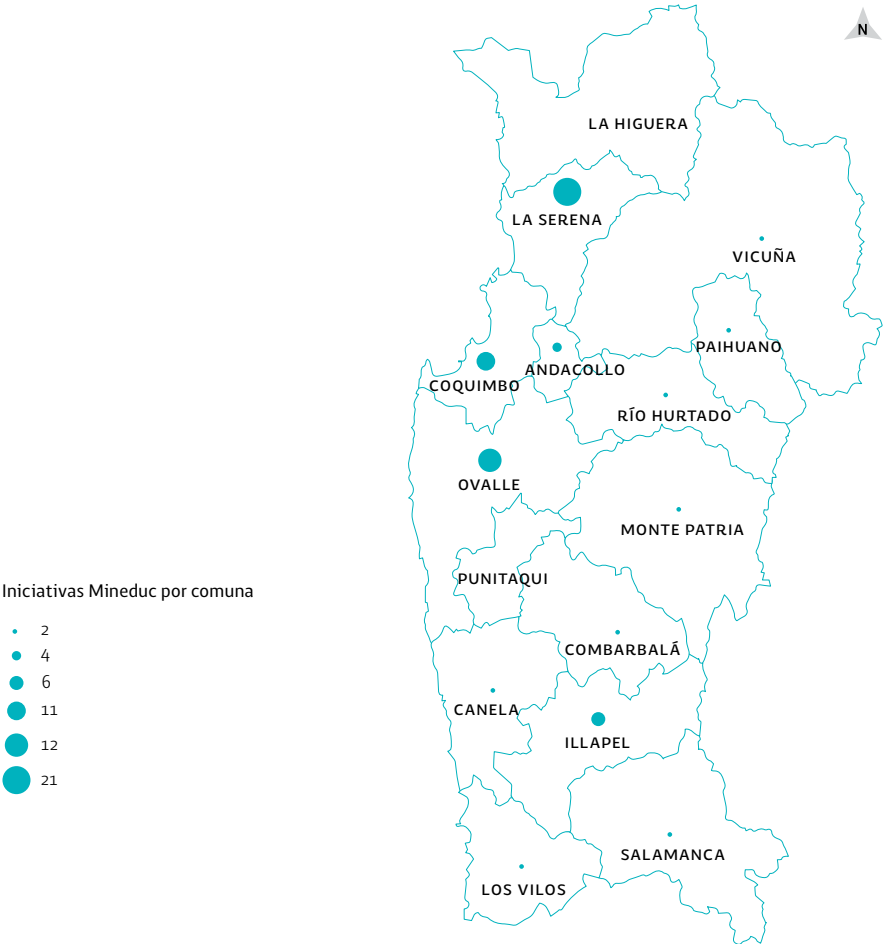 N
LA HIGUERA
LA SERENA
VICUÑA
PAIHUANO
ANDACOLLO
COQUIMBO
RÍO HURTADO
OVALLE
MONTE PATRIA
PUNITAQUI
Iniciativas Mineduc por comuna
2
4
6
11
12
21
COMBARBALÁ
CANELA
ILLAPEL
SALAMANCA
LOS VILOS